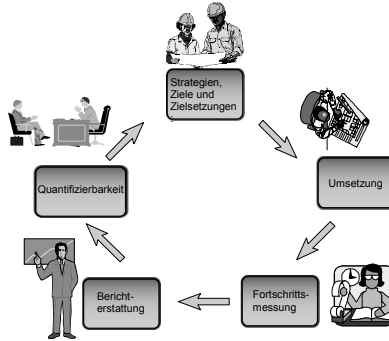 Strategien,
Ziele und
Zielsetzungen
:
Umsetzung
Fortschritts-
messung
Bericht-
erstattung
Quantifizierbarkeit